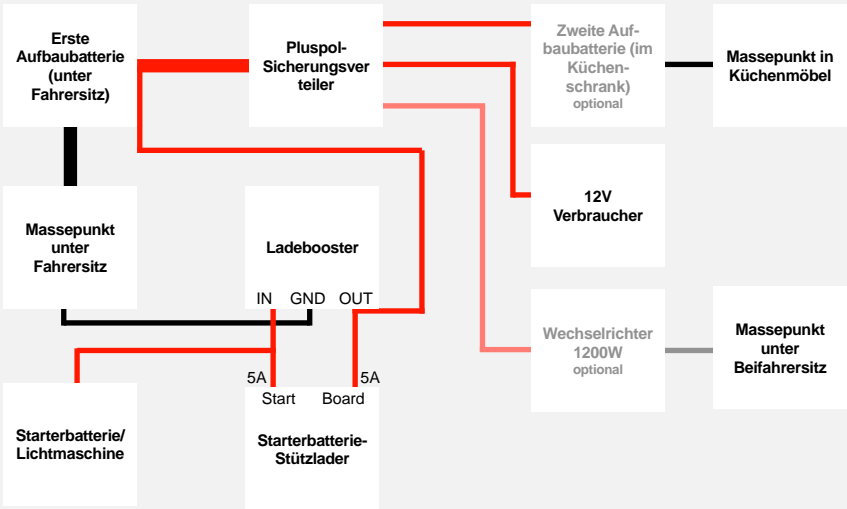 Erste
Aufbaubatterie
(unter
Fahrersitz)
Pluspol-
Sicherungsver
teiler
Zweite Auf-
baubatterie (im
Küchen-
schrank)
optional
Massepunkt in
Küchenmöbel
12V
Verbraucher
Massepunkt
unter
Fahrersitz
Ladebooster
IN GND OUT
Wechselrichter
1200W
optional
Massepunkt
unter
Beifahrersitz
5A 5A
Start Board
Starterbatterie/
Lichtmaschine
Starterbatterie-
Stützlader